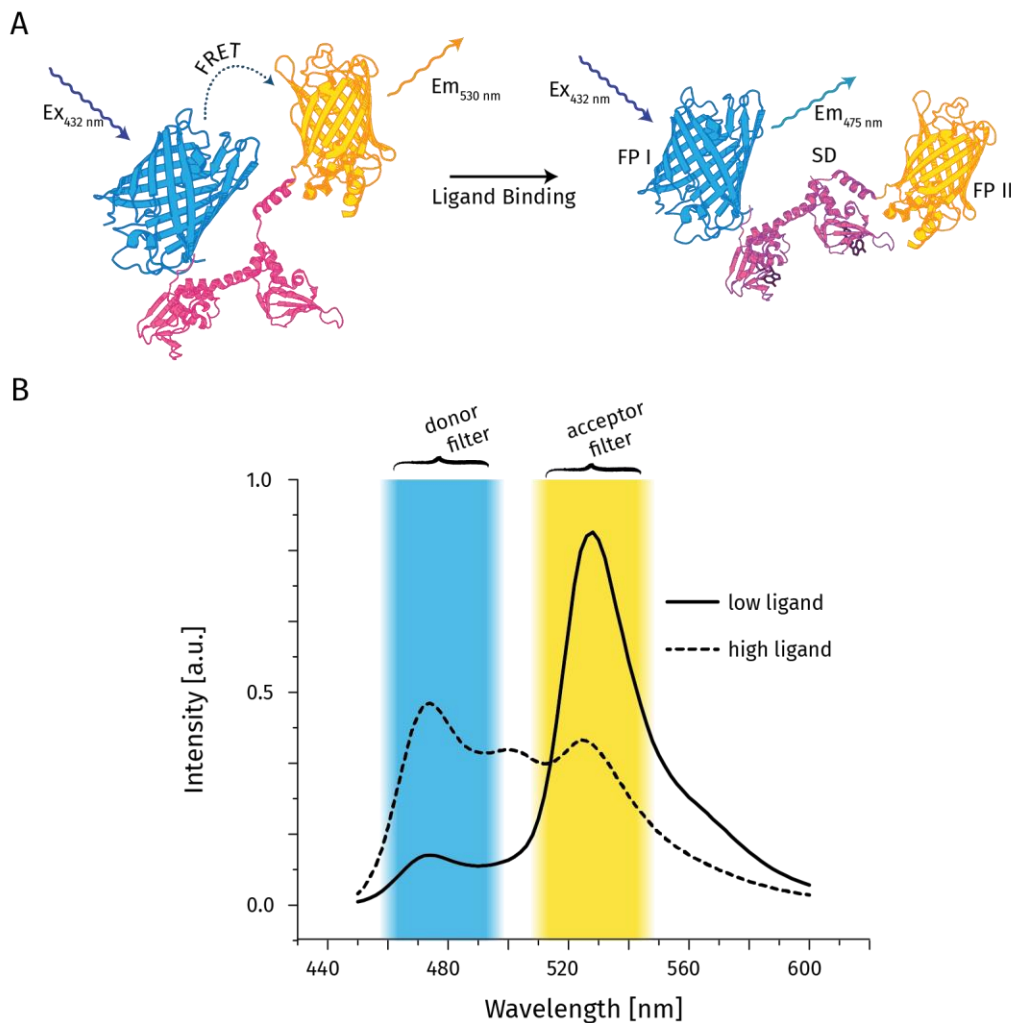 A
Ex432 nm
FRET
Em530 nm
Ligand Binding
Ex432 nm
FP I
Em475 nm
SD
FP II
B
donor
filter
acceptor
filter
1.0
0.5
0.0
Intensity [a.u.]
low ligand
high ligand
440
480
520
560
600
Wavelength [nm]